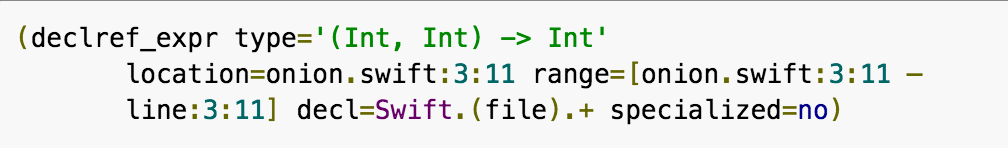 (declref_expr type='(Int, Int) -> Int'
location=onion.swift:3:11 range=[onion.swift:3:11 –
line:3:11] decl=Swift.(file).+ specialized=no)